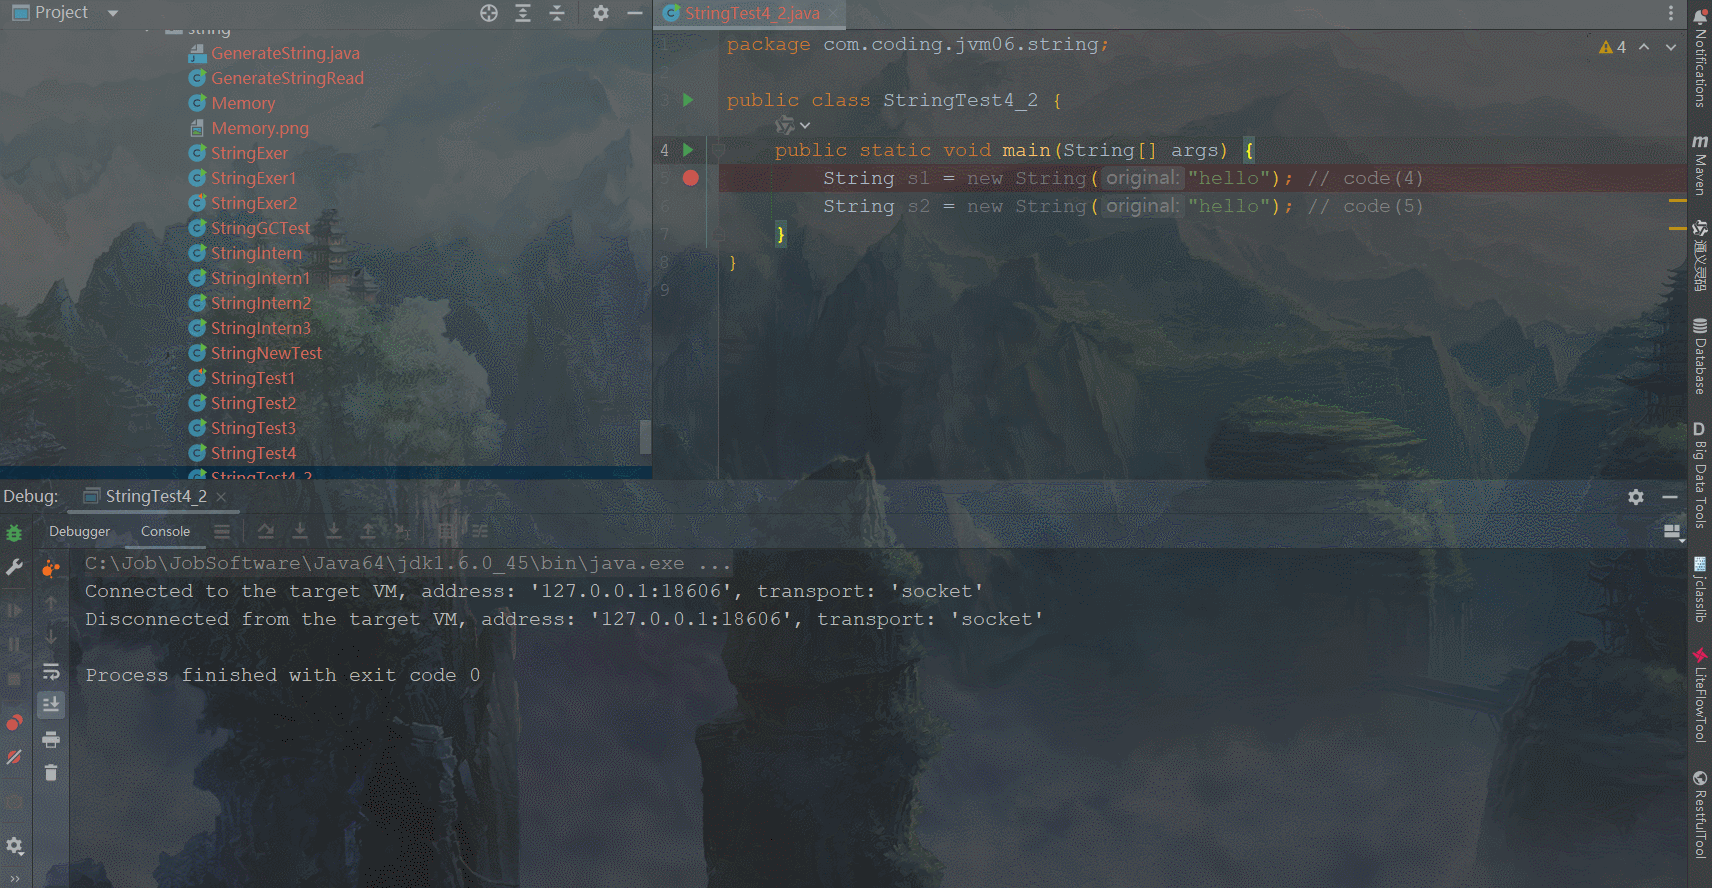 Project
string
GenerateString.java
GenerateStringRead
Memory
Memory.png
StringExer
StringExer1
StringExer2
StringGCTest
StringIntern
StringIntern1
StringIntern2
StringIntern3
StringNewTest
StringTest1
StringTest2
StringTest3
StringTest4
StringTest4_2
StringTest4_2.java
4
1 package com.coding.jvm06.string;
2
3 public class StringTest4_2 {
4 public static void main(String[] args) {
5 String s1 = new String( original: "hello"); // code(4)
6 String s2 = new String( original: "hello"); // code(5)
7 }
8 }
9
Notifications
Maven
通义灵码
Database
Big Data Tools
jclasslib
LiteFlowTool
RestfulTool
Debug: StringTest4_2
Debugger Console
C:\Job\JobSoftware\Java64\jdk1.6.0_45\bin\java.exe ...
Connected to the target VM, address: '127.0.0.1:18606', transport: 'socket'
Disconnected from the target VM, address: '127.0.0.1:18606', transport: 'socket'
Process finished with exit code 0